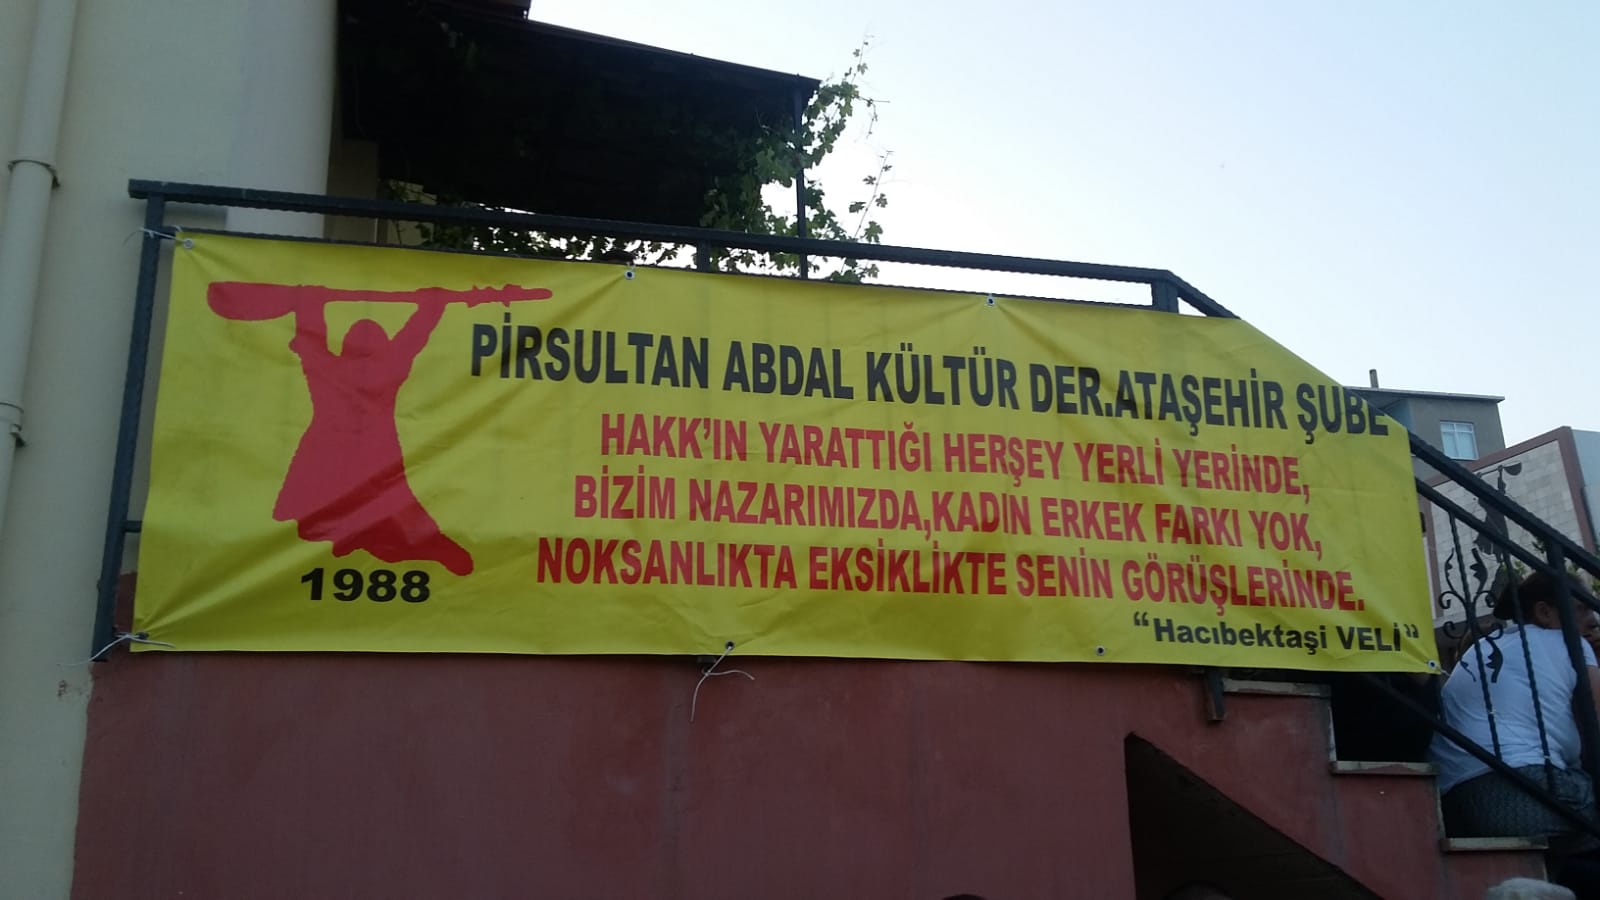 PİRSULTAN ABDAL KÜLTÜR DER.ATAŞEHİR ŞUBE
HAKK'IN YARATTIĞI HERŞEY YERLİ YERİNDE,
BİZİM NAZARIMIZDA,KADIN ERKEK FARKI YOK,
NOKSANLIKTA EKSİKLİKTE SENİN GÖRÜŞLERİNDE.
"Hacıbektaşi VELİ"
1988